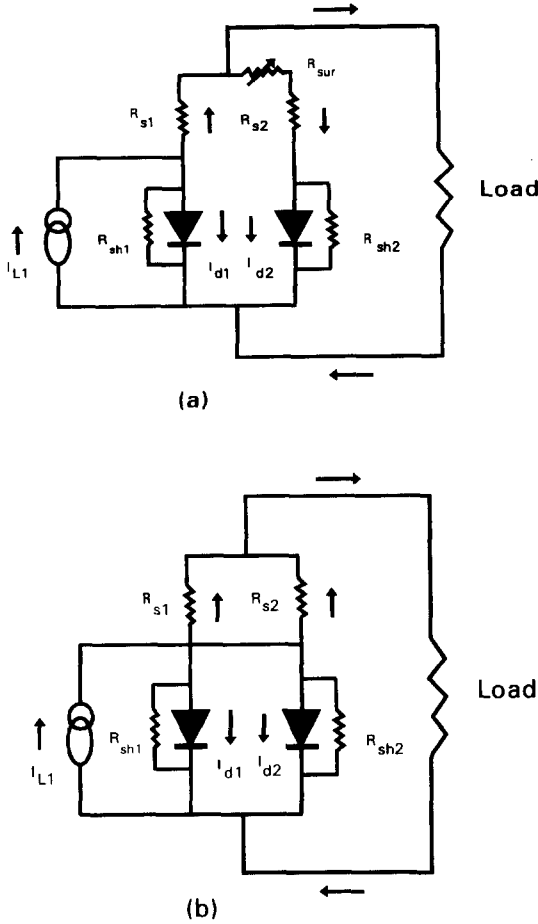 R_sur
R_s1
R_s2
Load
R_sh1
I_L1
I_d1
I_d2
R_sh2
(a)
R_s1
R_s2
Load
R_sh1
I_L1
I_d1
I_d2
R_sh2
(b)